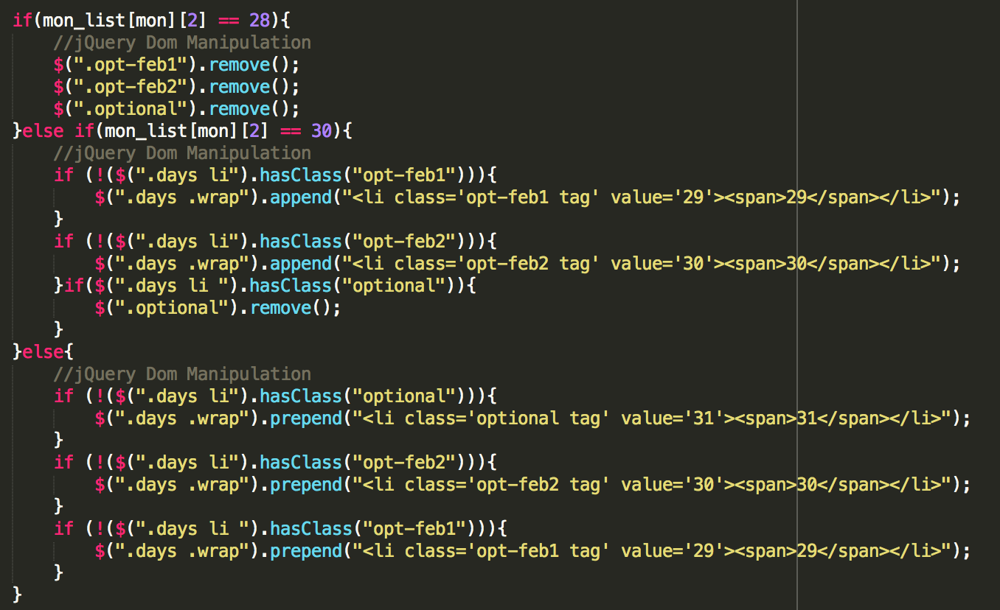 if(mon_list[mon][2] == 28){
    //jQuery Dom Manipulation
    $(".opt-feb1").remove();
    $(".opt-feb2").remove();
    $(".optional").remove();
}else if(mon_list[mon][2] == 30){
    //jQuery Dom Manipulation
    if (!($(".days li").hasClass("opt-feb1"))){
        $(".days .wrap").append("<li class='opt-feb1 tag' value='29'><span>29</span></li>");
    }
    if (!($(".days li").hasClass("opt-feb2"))){
        $(".days .wrap").append("<li class='opt-feb2 tag' value='30'><span>30</span></li>");
    }if($(".days li ").hasClass("optional")){
        $(".optional").remove();
    }
}else{
    //jQuery Dom Manipulation
    if (!($(".days li").hasClass("optional"))){
        $(".days .wrap").prepend("<li class='optional tag' value='31'><span>31</span></li>");
    }
    if (!($(".days li").hasClass("opt-feb2"))){
        $(".days .wrap").prepend("<li class='opt-feb2 tag' value='30'><span>30</span></li>");
    }
    if (!($(".days li ").hasClass("opt-feb1"))){
        $(".days .wrap").prepend("<li class='opt-feb1 tag' value='29'><span>29</span></li>");
    }
}